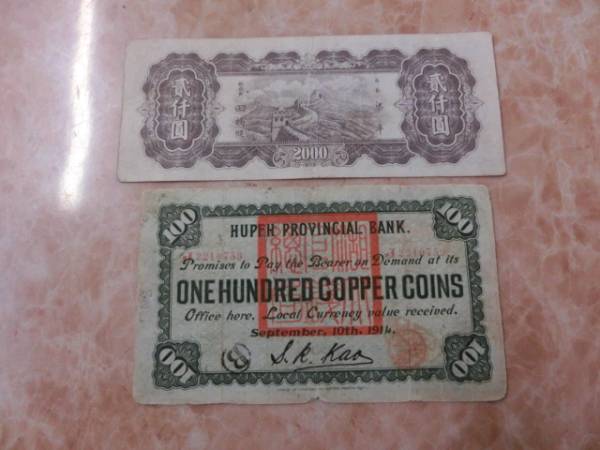 貳仟圓
貳仟圓
2000
100
100
HUPEH PROVINCIAL BANK.
Promises to Pay the Bearer on Demand at its
ONE HUNDRED COPPER COINS
Office here. Local Currency value received.
September, 10th. 1914.
S. K. Kao
100
100